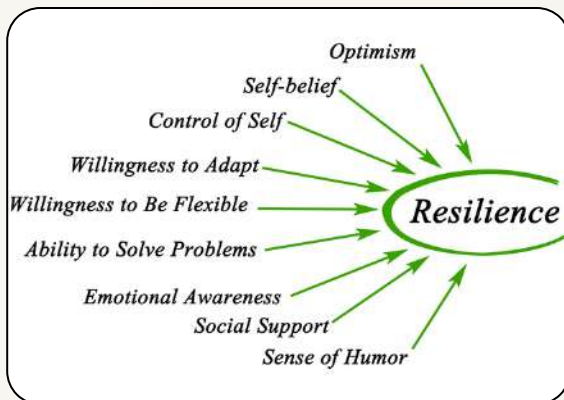 Optimism
Self-belief
Control of Self
Willingness to Adapt
Willingness to Be Flexible
Resilience
Ability to Solve Problems
Emotional Awareness
Social Support
Sense of Humor